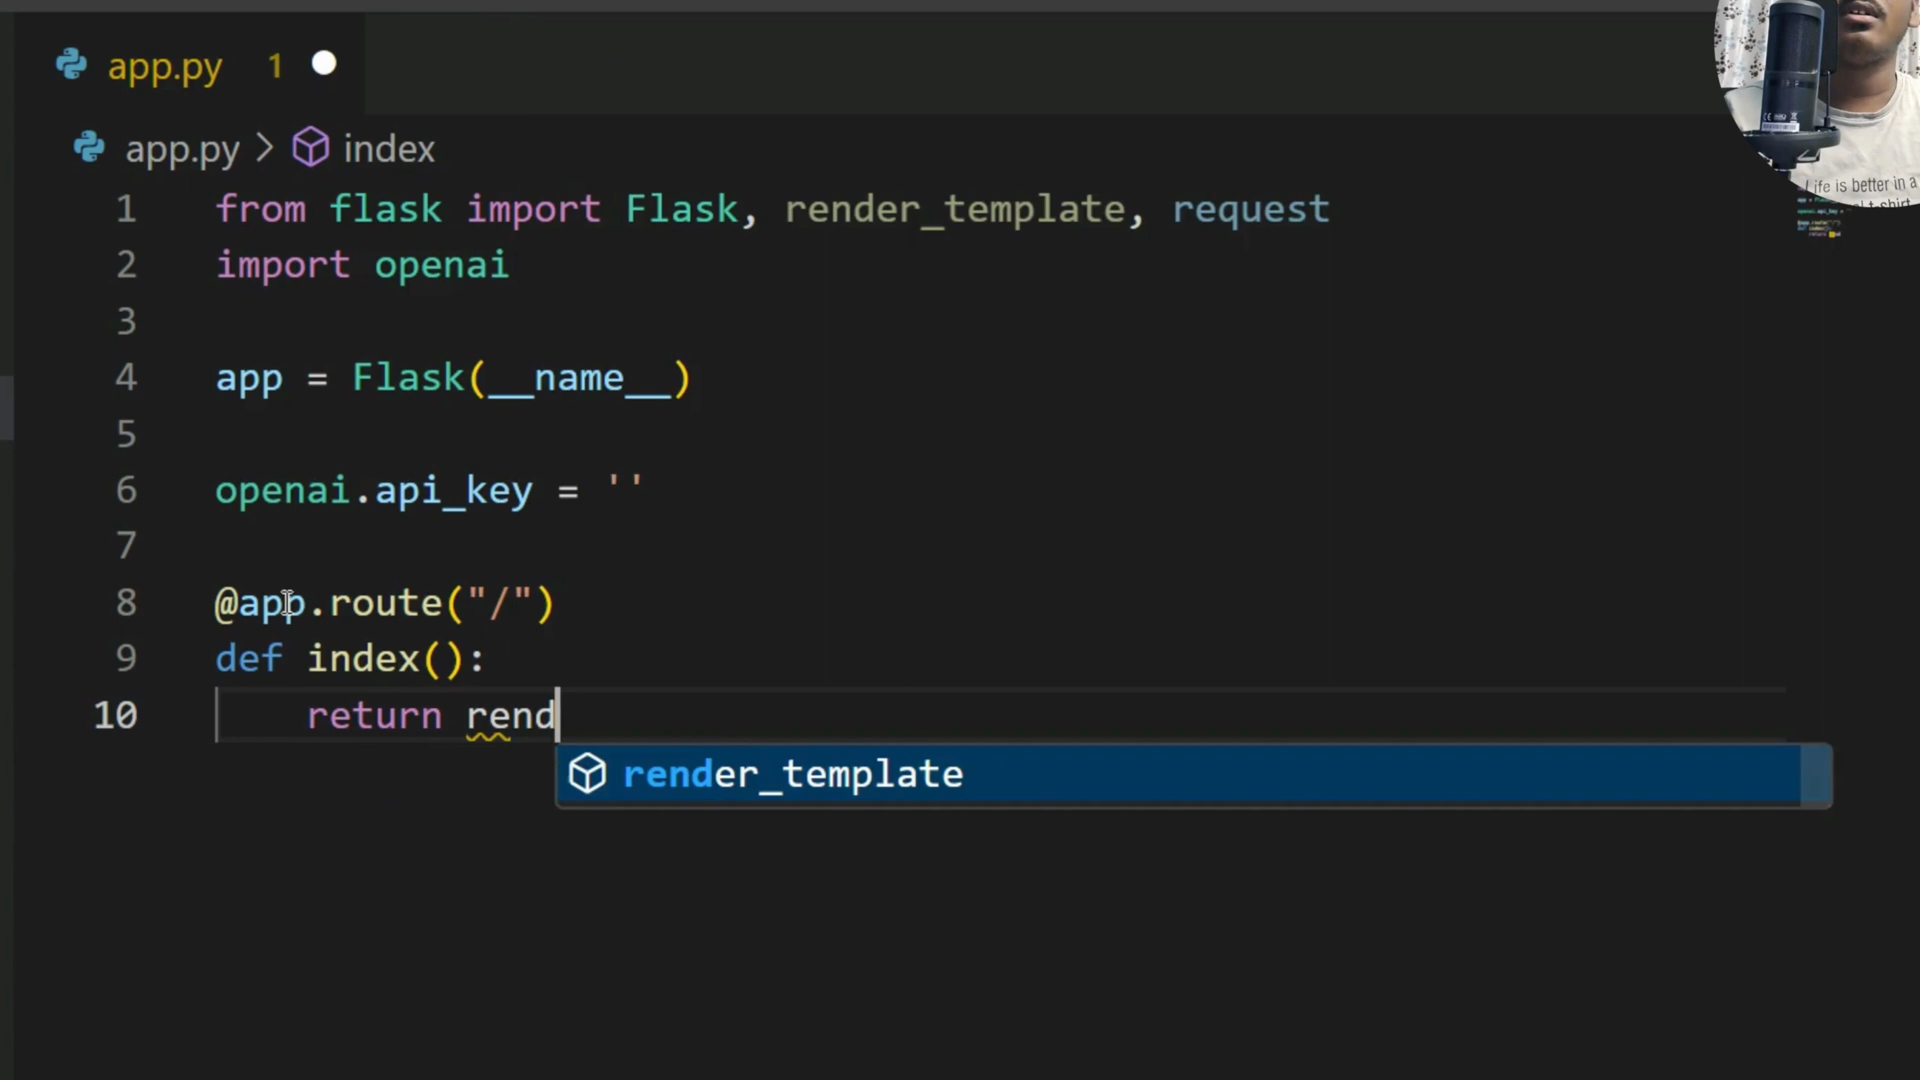 app.py 1
app.py > index
1 from flask import Flask, render_template, request
2 import openai
3
4 app = Flask(__name__)
5
6 openai.api_key = ''
7
8 @app.route("/")
9 def index():
10 return rend
render_template
Life is better in a
t-shirt